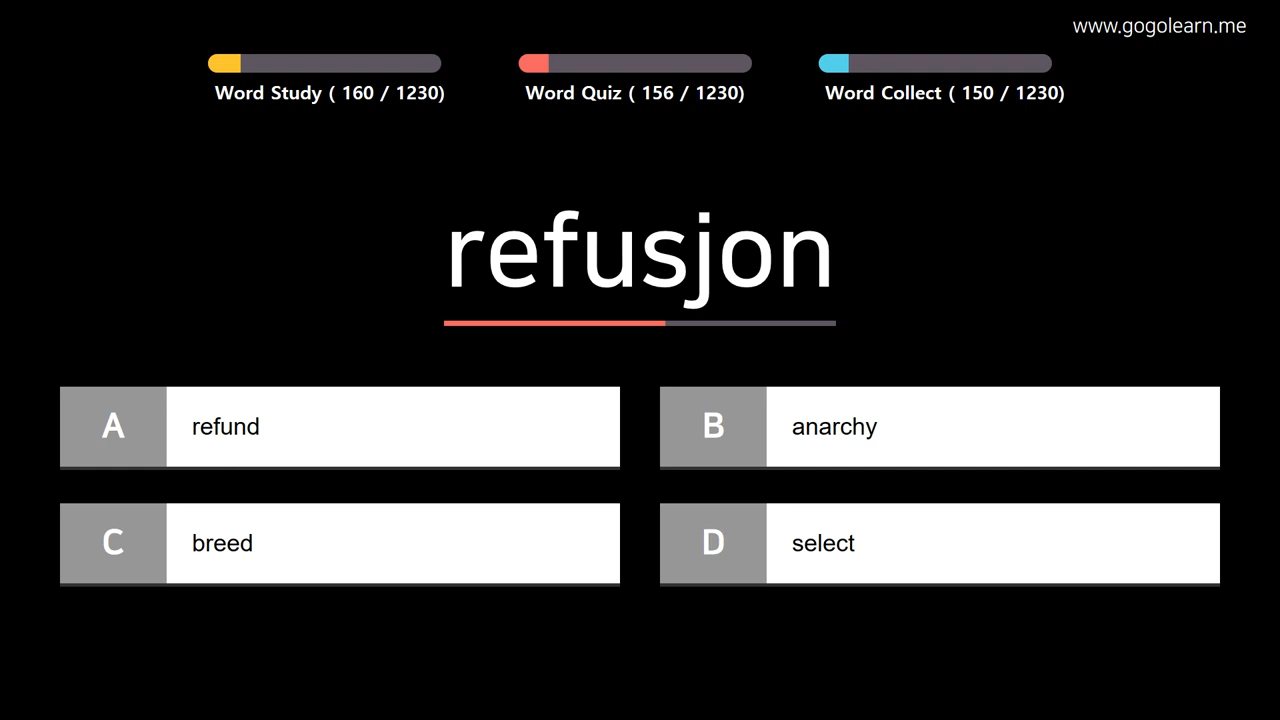 www.gogolearn.me
Word Study ( 160 / 1230)
Word Quiz ( 156 / 1230)
Word Collect ( 150 / 1230)
refusjon
A
refund
B
anarchy
C
breed
D
select